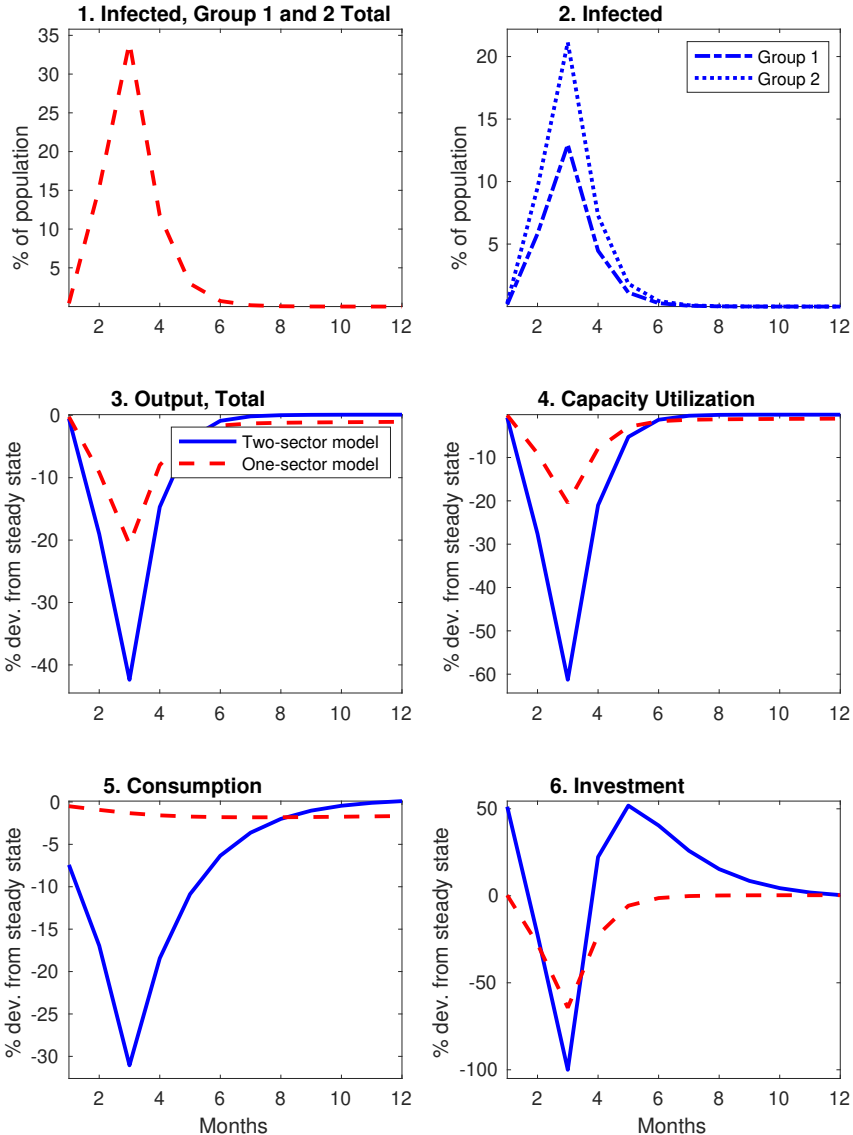 1. Infected, Group 1 and 2 Total
% of population
35
30
25
20
15
10
5
2 4 6 8 10 12
2. Infected
% of population
20
15
10
5
Group 1
Group 2
2 4 6 8 10 12
3. Output, Total
% dev. from steady state
0
-10
-20
-30
-40
Two-sector model
One-sector model
2 4 6 8 10 12
4. Capacity Utilization
% dev. from steady state
-10
-20
-30
-40
-50
-60
2 4 6 8 10 12
5. Consumption
% dev. from steady state
0
-5
-10
-15
-20
-25
-30
2 4 6 8 10 12
Months
6. Investment
% dev. from steady state
50
0
-50
-100
2 4 6 8 10 12
Months